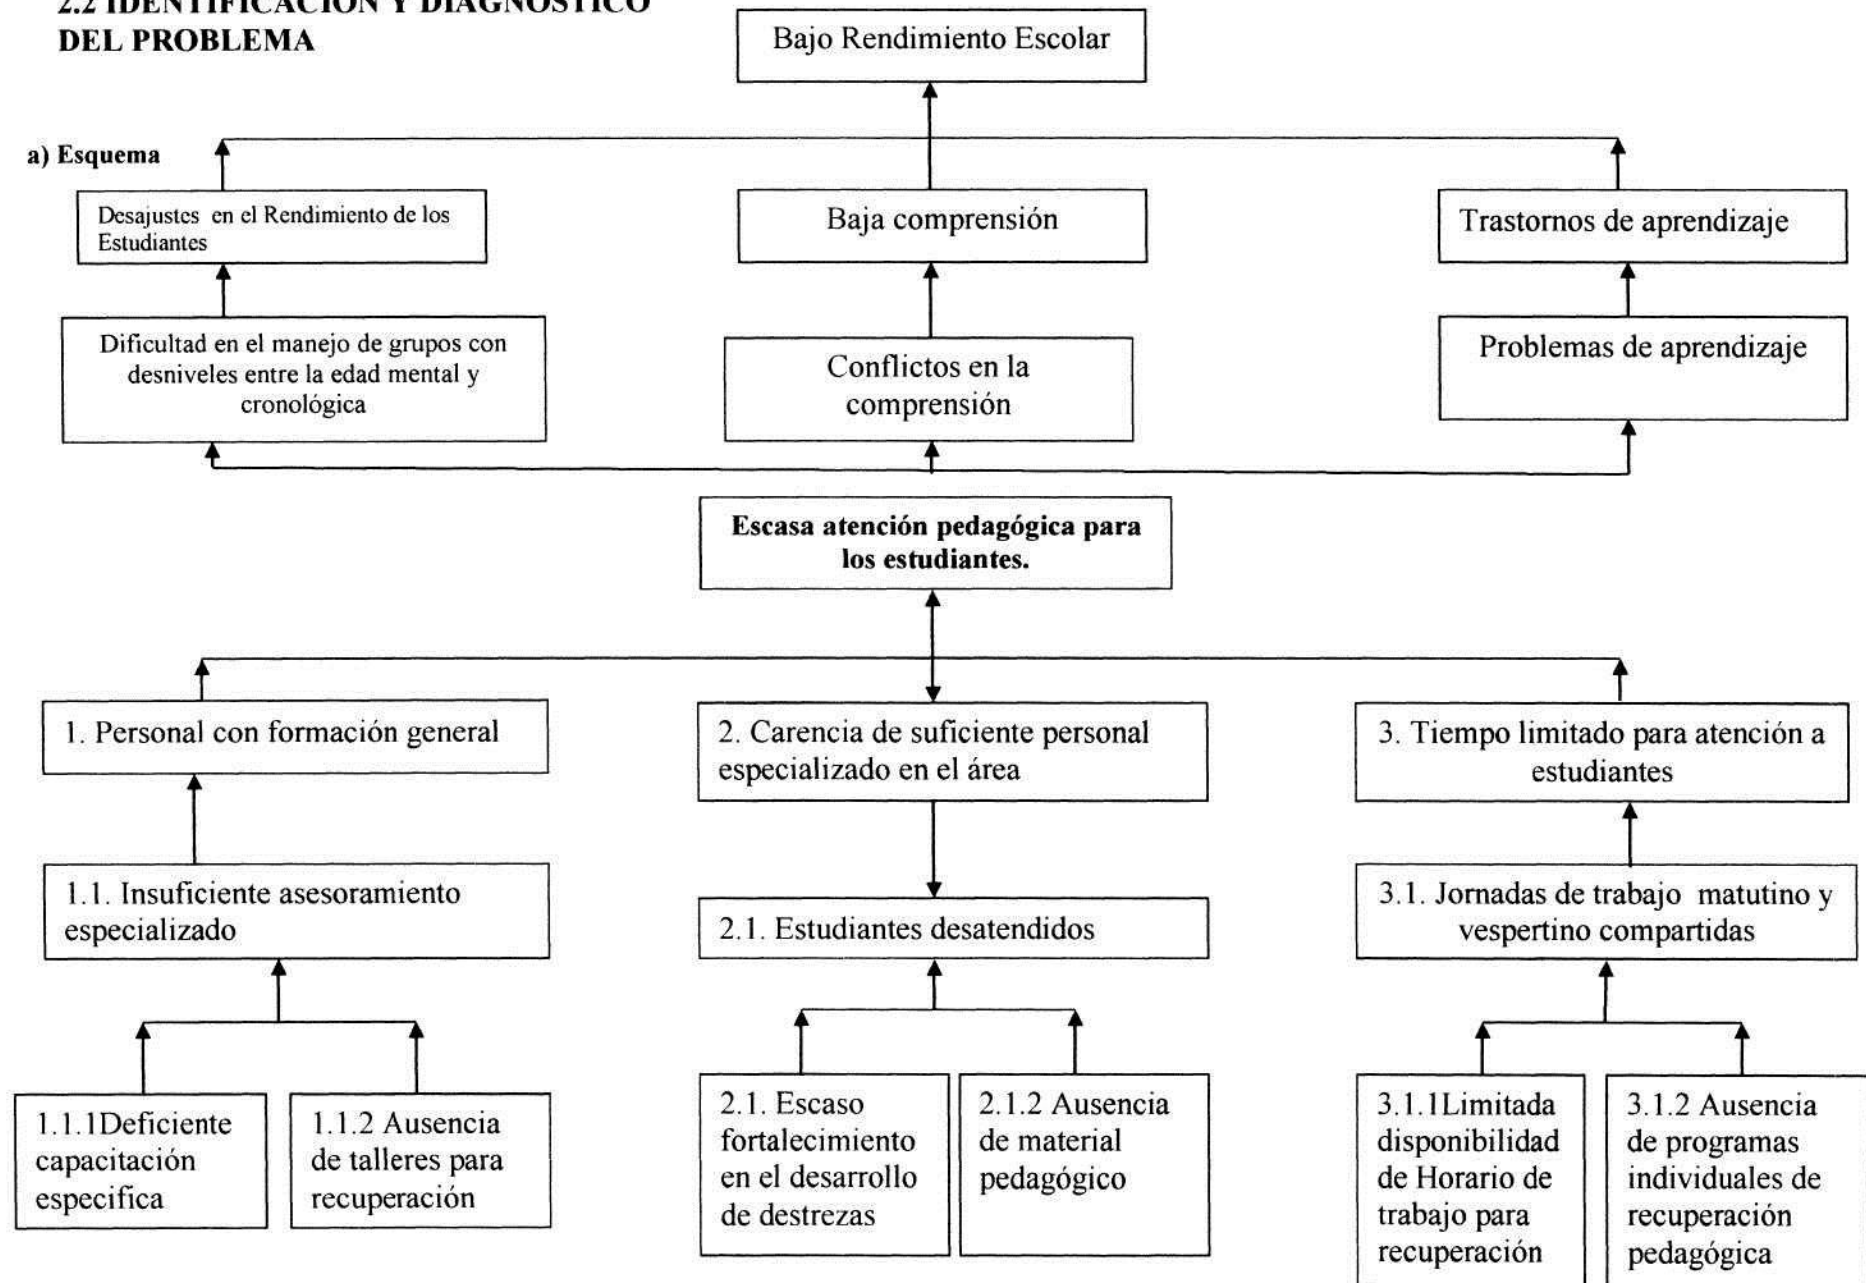 2.2 IDENTIFICACIÓN Y DIAGNÓSTICO
DEL PROBLEMA
Bajo Rendimiento Escolar
a) Esquema
Desajustes en el Rendimiento de los
Estudiantes
Baja comprensión
Trastornos de aprendizaje
Dificultad en el manejo de grupos con
desniveles entre la edad mental y
cronológica
Conflictos en la
comprensión
Problemas de aprendizaje
Escasa atención pedagógica para
los estudiantes.
1. Personal con formación general
2. Carencia de suficiente personal
especializado en el área
3. Tiempo limitado para atención a
estudiantes
1.1. Insuficiente asesoramiento
especializado
2.1. Estudiantes desatendidos
3.1. Jornadas de trabajo matutino y
vespertino compartidas
1.1.1Deficiente
capacitación
especifica
1.1.2 Ausencia
de talleres para
recuperación
2.1. Escaso
fortalecimiento
en el desarrollo
de destrezas
2.1.2 Ausencia
de material
pedagógico
3.1.1Limitada
disponibilidad
de Horario de
trabajo para
recuperación
3.1.2 Ausencia
de programas
individuales de
recuperación
pedagógica